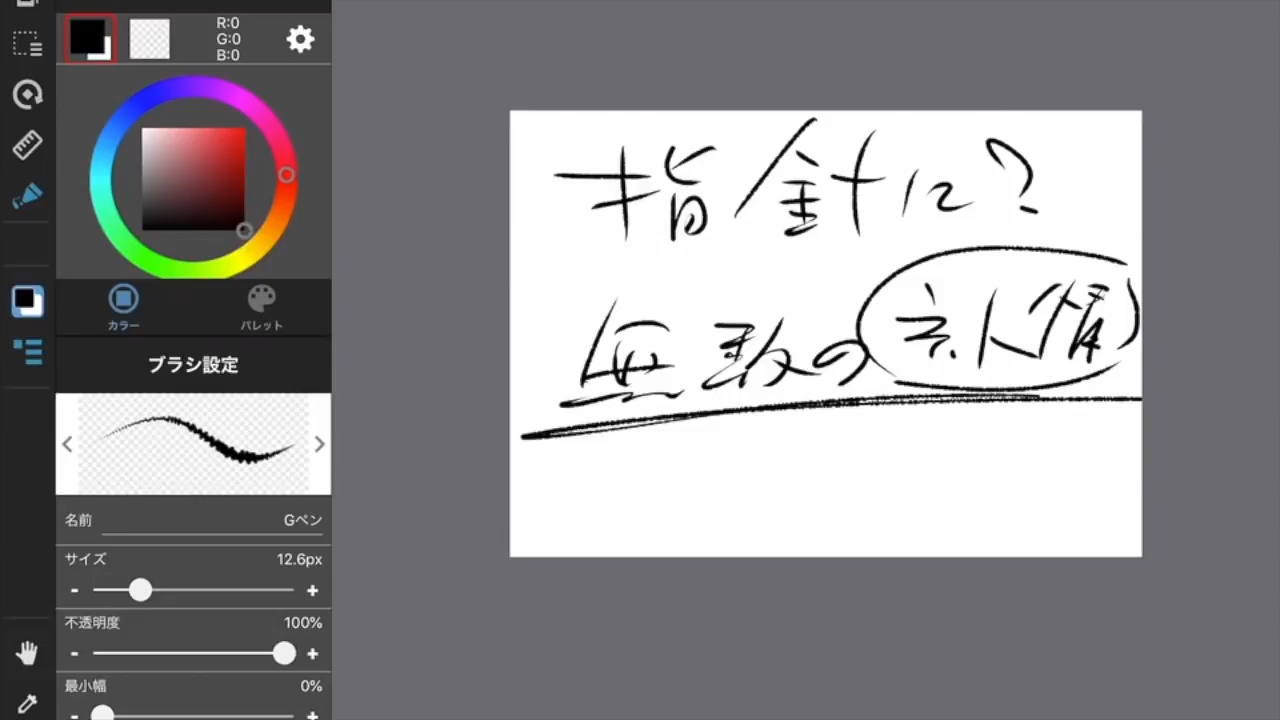 R:0
G:0
B:0
カラー
パレット
ブラシ設定
名前 Gペン
サイズ 12.6px
- +
不透明度 100%
- +
最小幅 0%
- +
指針に?
無数の